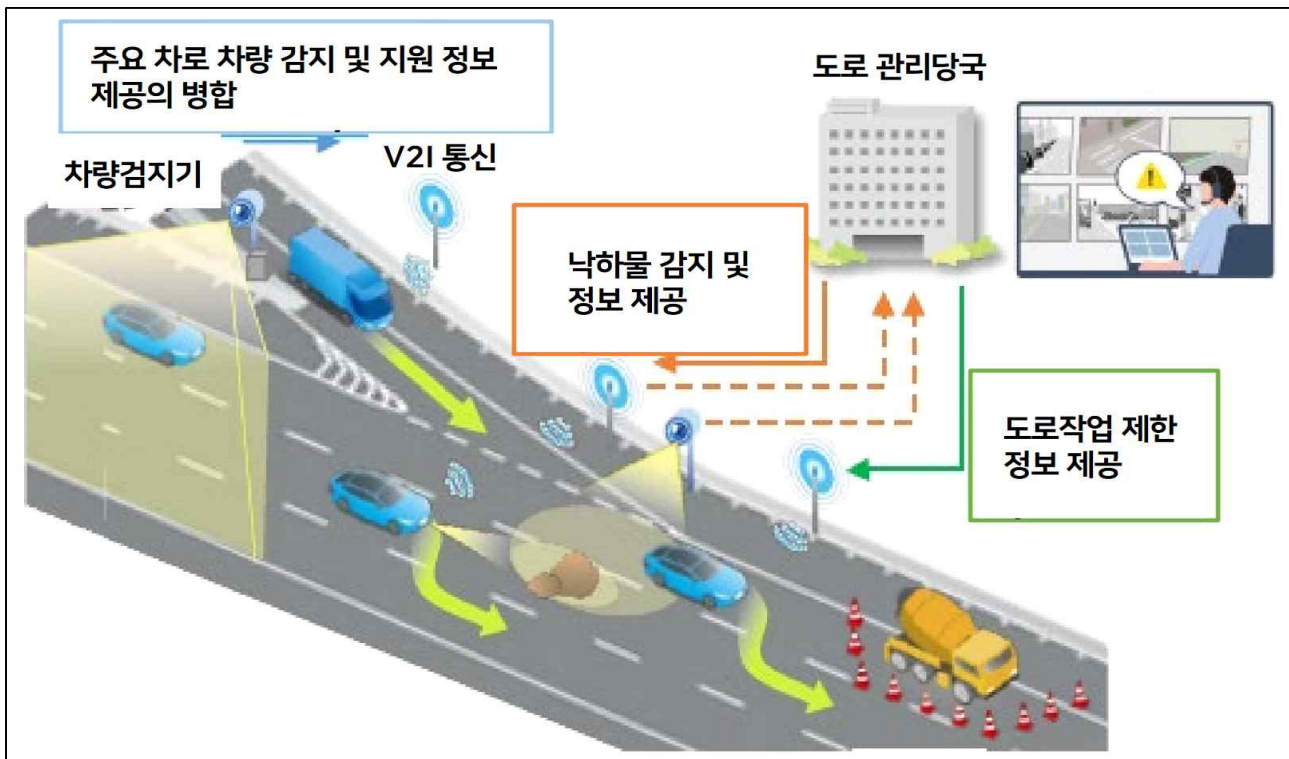 주요 차로 차량 감지 및 지원 정보
제공의 병합
도로 관리당국
V2I 통신
차량검지기
낙하물 감지 및
정보 제공
도로작업 제한
정보 제공